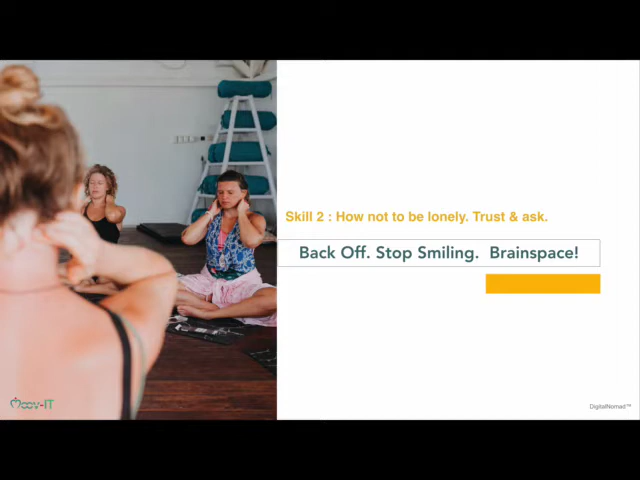 Skill 2 : How not to be lonely. Trust & ask.
Back Off. Stop Smiling. Brainspace!
Moov-IT
DigitalNomad™